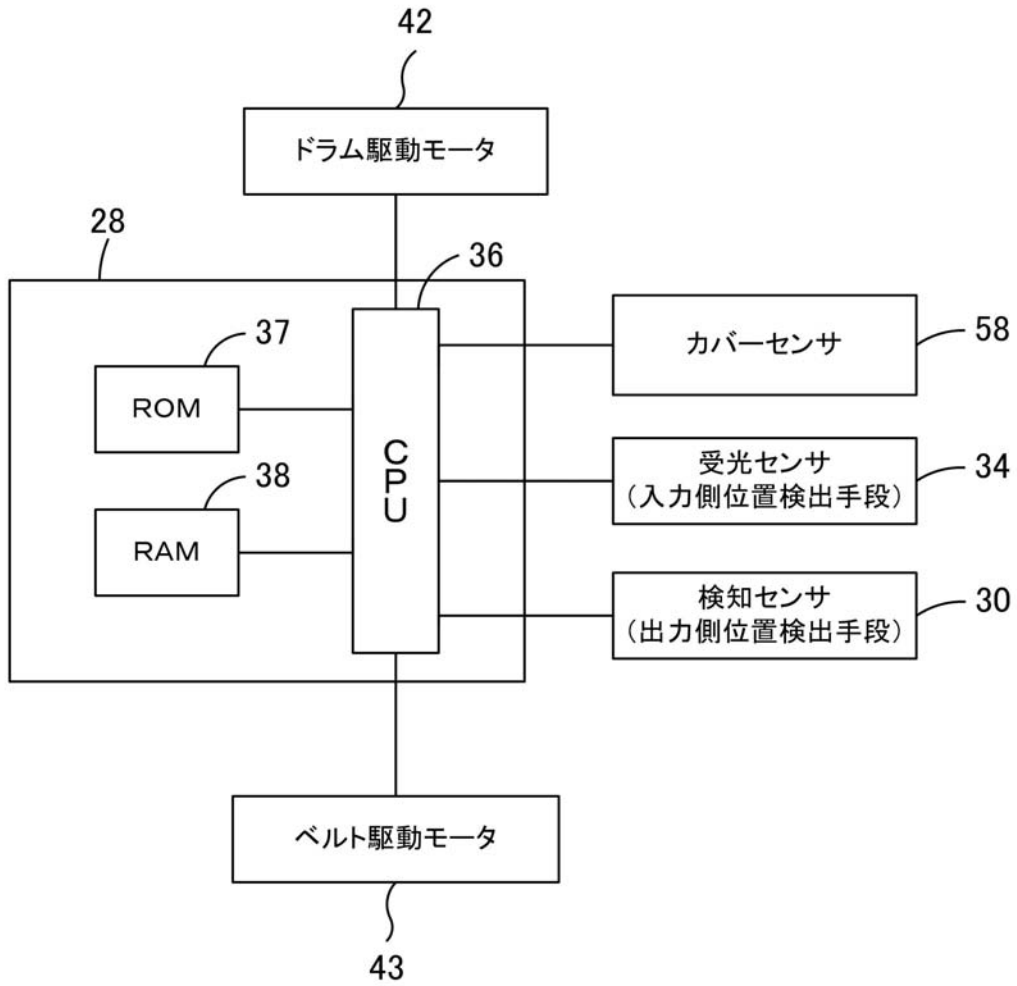 42
ドラム駆動モータ
28
36
37
ROM
38
RAM
CPU
カバーセンサ
58
受光センサ
(入力側位置検出手段)
34
検知センサ
(出力側位置検出手段)
30
ベルト駆動モータ
43